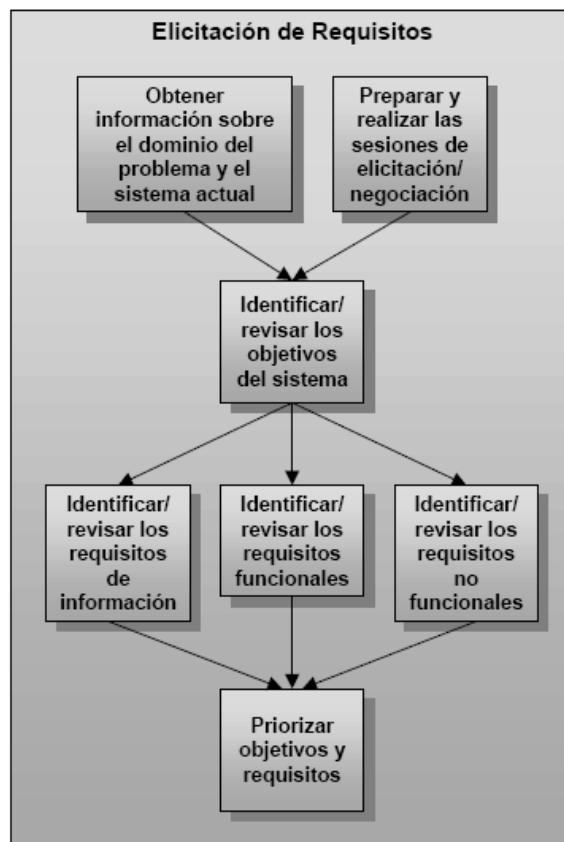 Elicitación de Requisitos
Obtener
información sobre
el dominio del
problema y el
sistema actual
Preparar y
realizar las
sesiones de
elicitación/
negociación
Identificar/
revisar los
objetivos
del sistema
Identificar/
revisar los
requisitos
de
información
Identificar/
revisar los
requisitos
funcionales
Identificar/
revisar los
requisitos
no
funcionales
Priorizar
objetivos y
requisitos